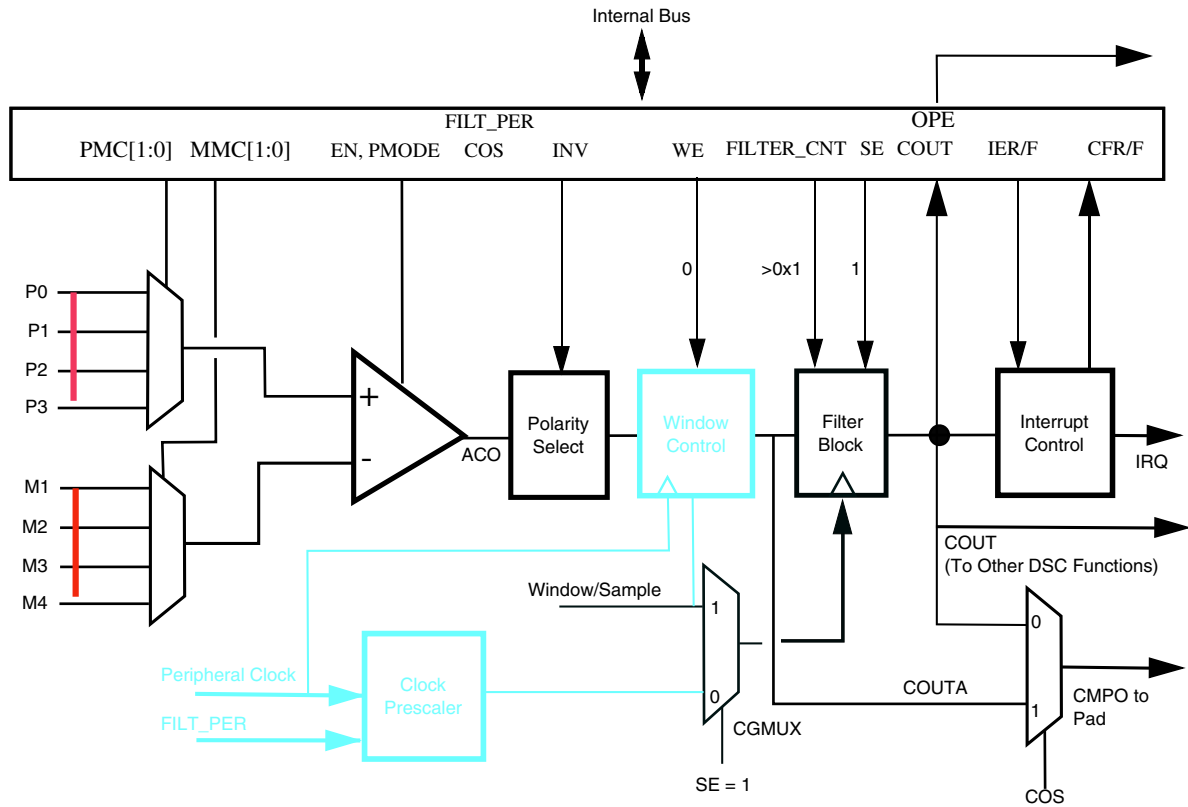 Internal Bus
FILT_PER
OPE
PMC[1:0] MMC[1:0] EN, PMODE COS INV WE FILTER_CNT SE COUT IER/F CFR/F
0 >0x1 1
P0
P1
P2
P3
+
-
ACO
Polarity
Select
Window
Control
Filter
Block
Interrupt
Control
IRQ
M1
M2
M3
M4
COUT
(To Other DSC Functions)
Window/Sample
1
0
CGMUX
SE = 1
Peripheral Clock
FILT_PER
Clock
Prescaler
COUTA
0
1
CMPO to
Pad
COS